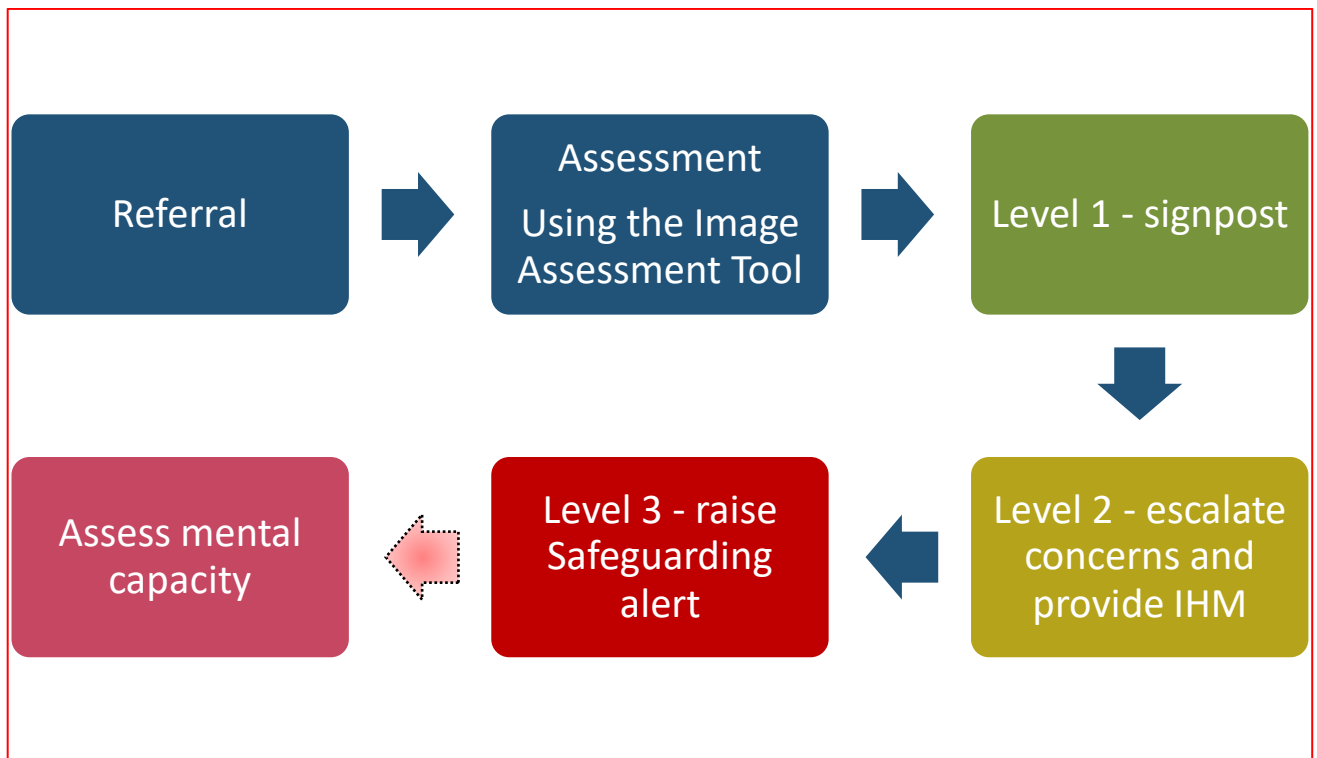 Referral
Assessment
Using the Image
Assessment Tool
Level 1 - signpost
Level 2 - escalate
concerns and
provide IHM
Level 3 - raise
Safeguarding
alert
Assess mental
capacity